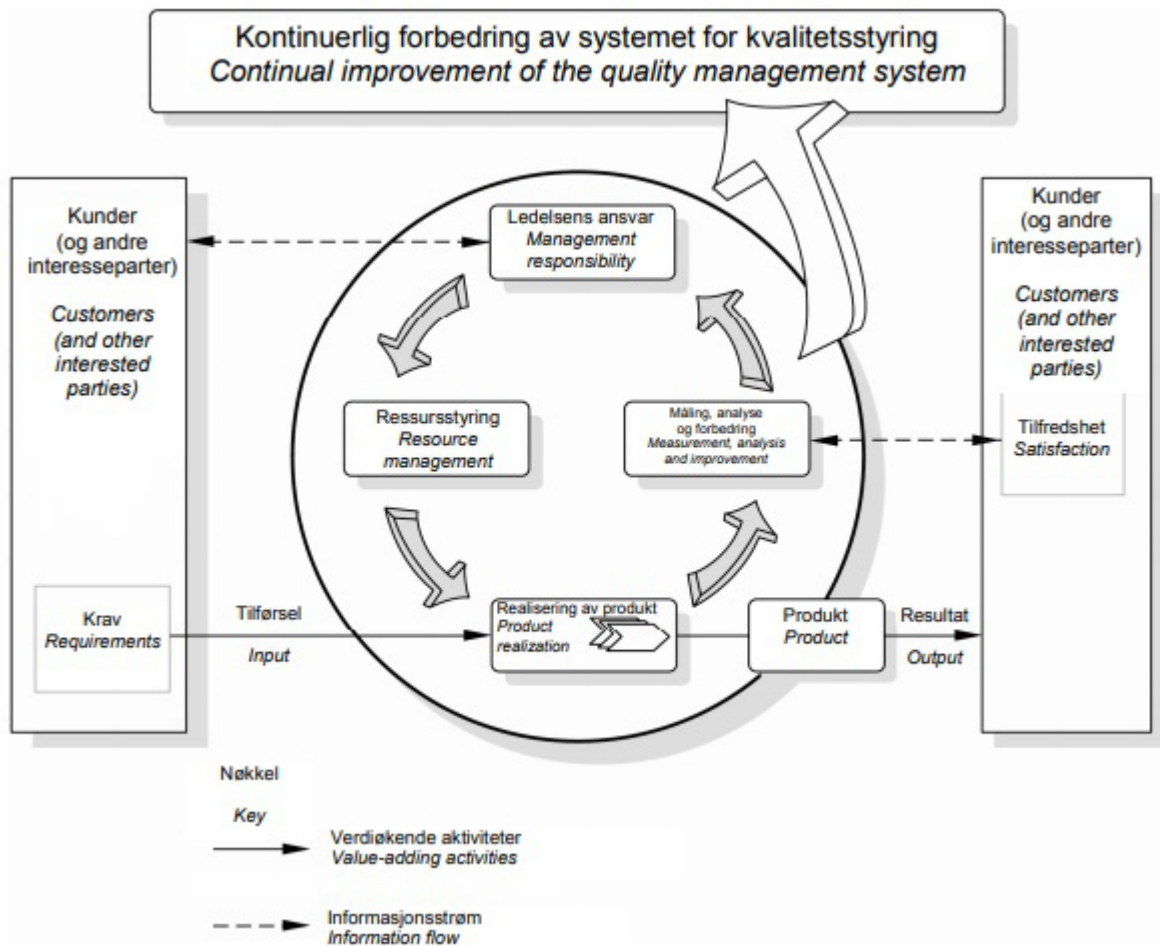 Kontinuerlig forbedring av systemet for kvalitetsstyring
Continual improvement of the quality management system
Kunder
(og andre
interesseparter)
Customers
(and other
interested
parties)
Krav
Requirements
Tilførsel
Input
Ledelsens ansvar
Management
responsibility
Ressursstyring
Resource
management
Måling, analyse
og forbedring
Measurement, analysis
and improvement
Realisering av produkt
Product
realization
Produkt
Product
Resultat
Output
Kunder
(og andre
interesseparter)
Customers
(and other
interested
parties)
Tilfredshet
Satisfaction
Nøkkel
Key
Verdiøkende aktiviteter
Value-adding activities
Informasjonsstrøm
Information flow